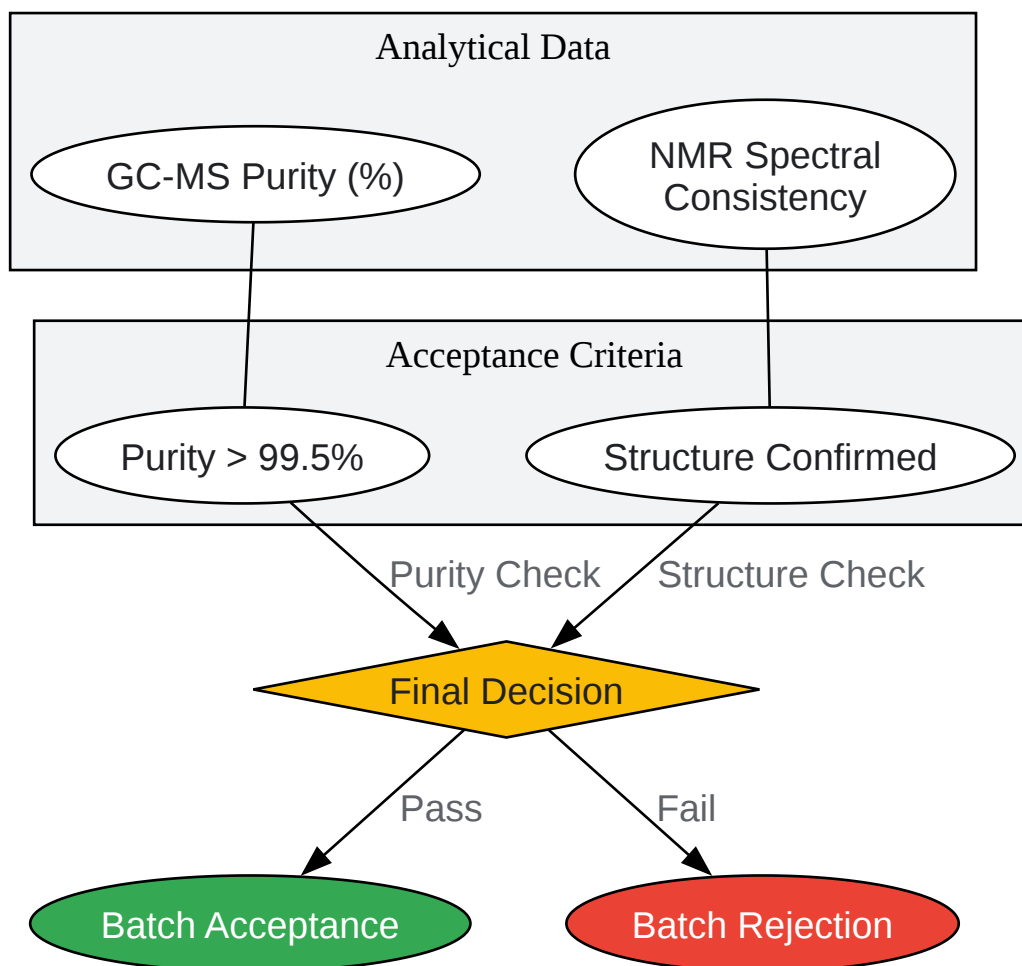 Analytical Data
GC-MS Purity (%)
NMR Spectral
Consistency
Acceptance Criteria
Purity > 99.5%
Structure Confirmed
Purity Check
Structure Check
Final Decision
Pass
Fail
Batch Acceptance
Batch Rejection